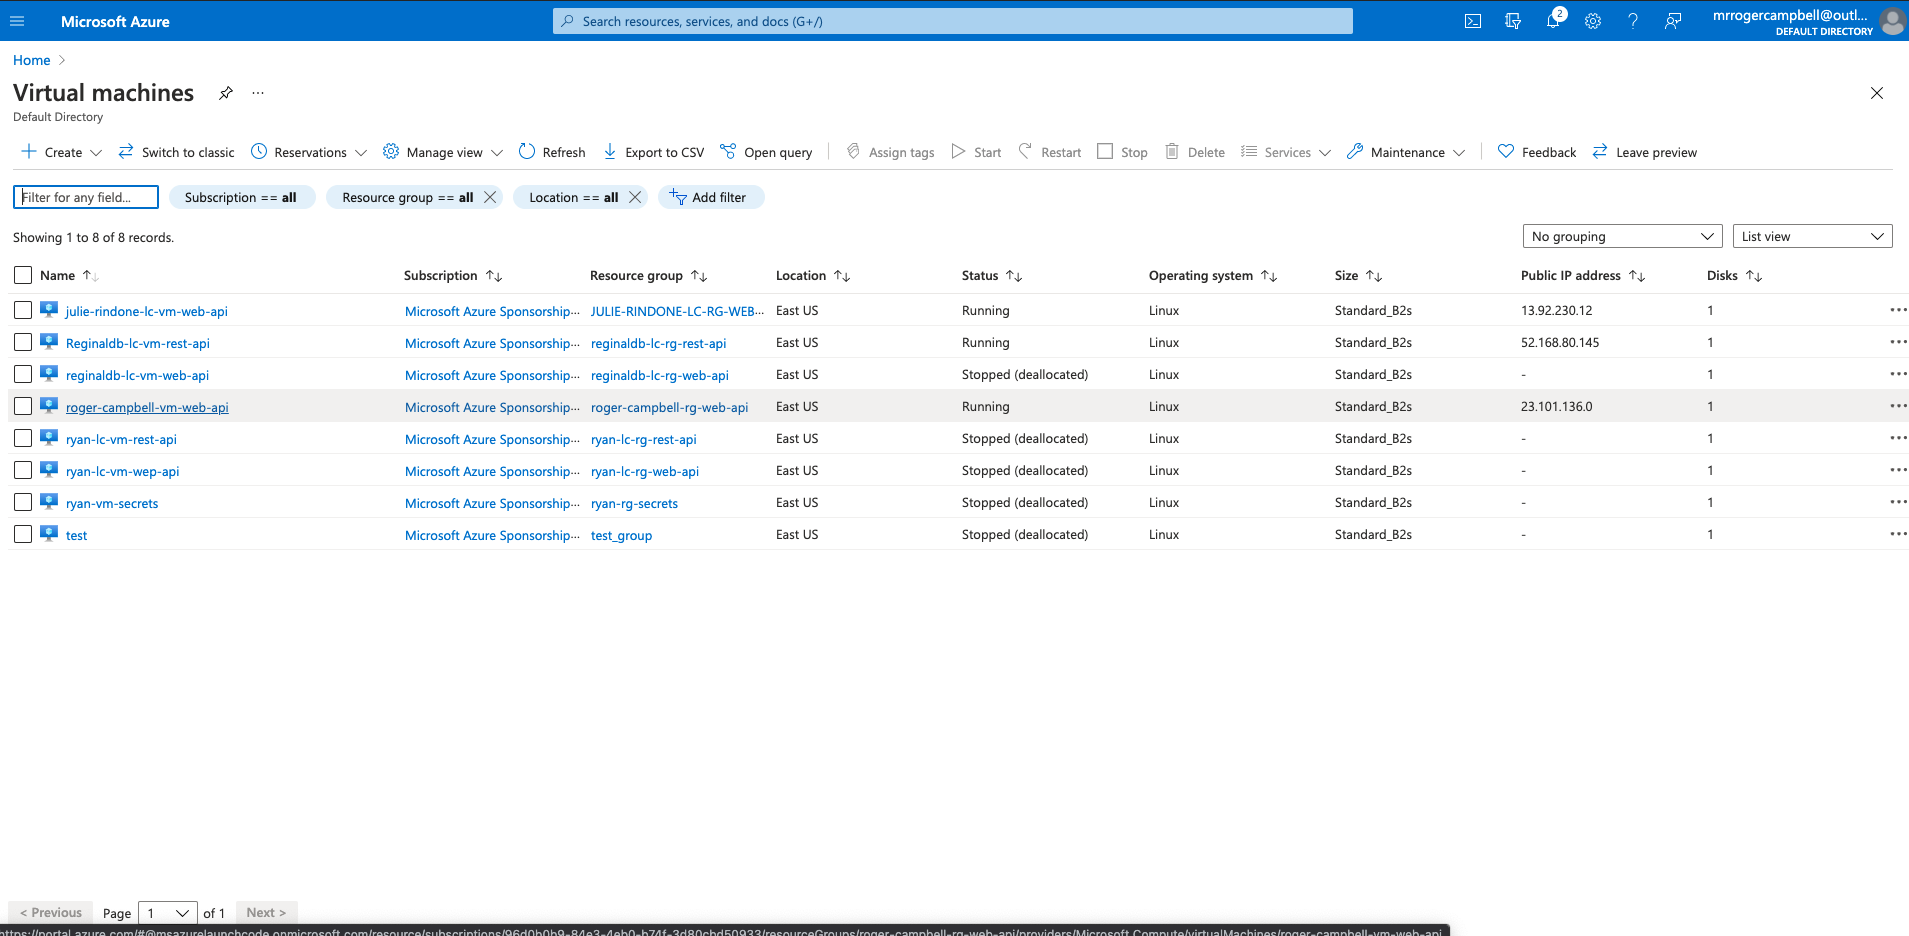 Microsoft Azure
Search resources, services, and docs (G+/)
2
mrrogercampbell@outl...
DEFAULT DIRECTORY
Home
Virtual machines
...
Default Directory
Create
Switch to classic
Reservations
Manage view
Refresh
Export to CSV
Open query
Assign tags
Start
Restart
Stop
Delete
Services
Maintenance
Feedback
Leave preview
Filter for any field...
Subscription == all
Resource group == all
Location == all
Add filter
Showing 1 to 8 of 8 records.
No grouping
List view
Name Subscription Resource group Location Status Operating system Size Public IP address Disks
julie-rindone-lc-vm-web-api Microsoft Azure Sponsorship... JULIE-RINDONE-LC-RG-WEB... East US Running Linux Standard_B2s 13.92.230.12 1 ...
Reginaldb-lc-vm-rest-api Microsoft Azure Sponsorship... reginaldb-lc-rg-rest-api East US Running Linux Standard_B2s 52.168.80.145 1 ...
reginaldb-lc-vm-web-api Microsoft Azure Sponsorship... reginaldb-lc-rg-web-api East US Stopped (deallocated) Linux Standard_B2s - 1 ...
roger-campbell-vm-web-api Microsoft Azure Sponsorship... roger-campbell-rg-web-api East US Running Linux Standard_B2s 23.101.136.0 1 ...
ryan-lc-vm-rest-api Microsoft Azure Sponsorship... ryan-lc-rg-rest-api East US Stopped (deallocated) Linux Standard_B2s - 1 ...
ryan-lc-vm-wep-api Microsoft Azure Sponsorship... ryan-lc-rg-web-api East US Stopped (deallocated) Linux Standard_B2s - 1 ...
ryan-vm-secrets Microsoft Azure Sponsorship... ryan-rg-secrets East US Stopped (deallocated) Linux Standard_B2s - 1 ...
test Microsoft Azure Sponsorship... test_group East US Stopped (deallocated) Linux Standard_B2s - 1 ...
< Previous Page 1 of 1 Next >
https://portal.azure.com/#@msazurelaunchcode.onmicrosoft.com/resource/subscriptions/96d0b0b9-84e3-4eb0-b74f-3d80cbd50933/resourceGroups/roger-campbell-rg-web-api/providers/Microsoft.Compute/virtualMachines/roger-campbell-vm-web-api